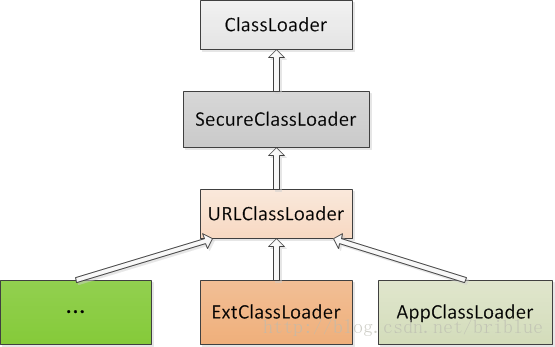 ClassLoader
SecureClassLoader
URLClassLoader
...
ExtClassLoader
AppClassLoader
http://blog.csdn.net/briblue